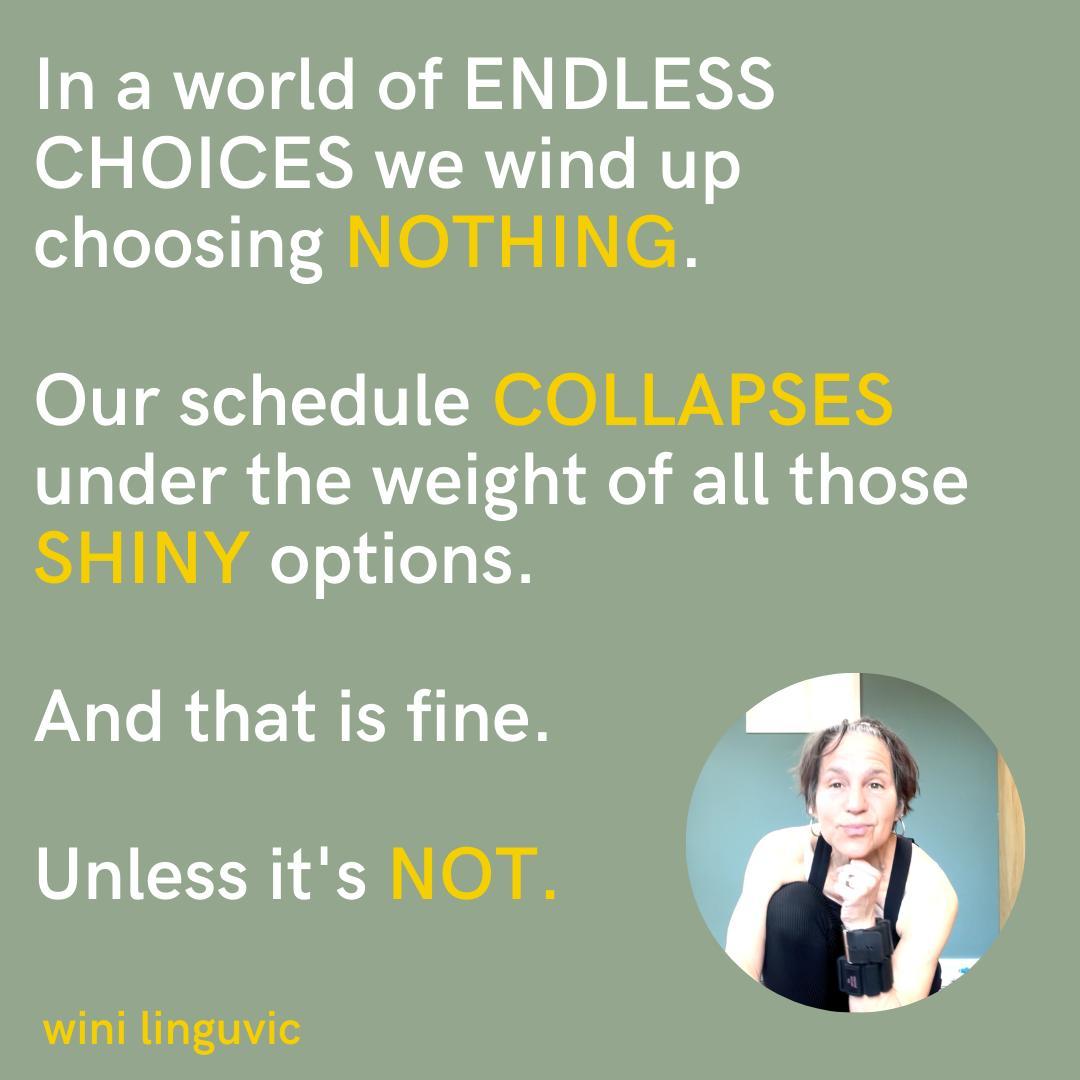 In a world of ENDLESS
CHOICES we wind up
choosing NOTHING.
Our schedule COLLAPSES
under the weight of all those
SHINY options.
And that is fine.
Unless it's NOT.
wini linguvic